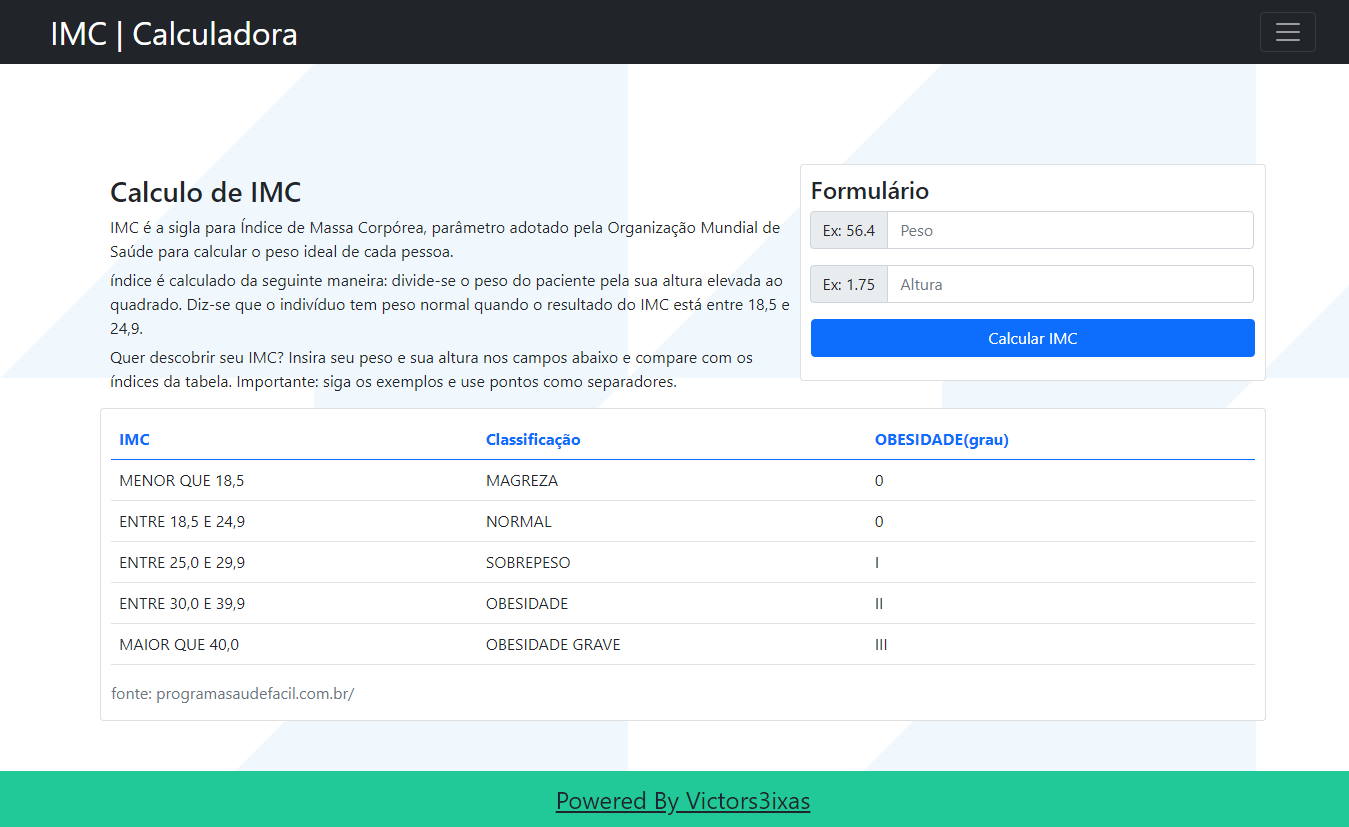 IMC | Calculadora
Calculo de IMC
IMC é a sigla para Índice de Massa Corpórea, parâmetro adotado pela Organização Mundial de
Saúde para calcular o peso ideal de cada pessoa.
índice é calculado da seguinte maneira: divide-se o peso do paciente pela sua altura elevada ao
quadrado. Diz-se que o indivíduo tem peso normal quando o resultado do IMC está entre 18,5 e
24,9.
Quer descobrir seu IMC? Insira seu peso e sua altura nos campos abaixo e compare com os
índices da tabela. Importante: siga os exemplos e use pontos como separadores.
Formulário
Ex: 56.4 Peso
Ex: 1.75 Altura
Calcular IMC
IMC Classificação OBESIDADE(grau)
MENOR QUE 18,5 MAGREZA 0
ENTRE 18,5 E 24,9 NORMAL 0
ENTRE 25,0 E 29,9 SOBREPESO I
ENTRE 30,0 E 39,9 OBESIDADE II
MAIOR QUE 40,0 OBESIDADE GRAVE III
fonte: programasaudefacil.com.br/
Powered By Victors3ixas